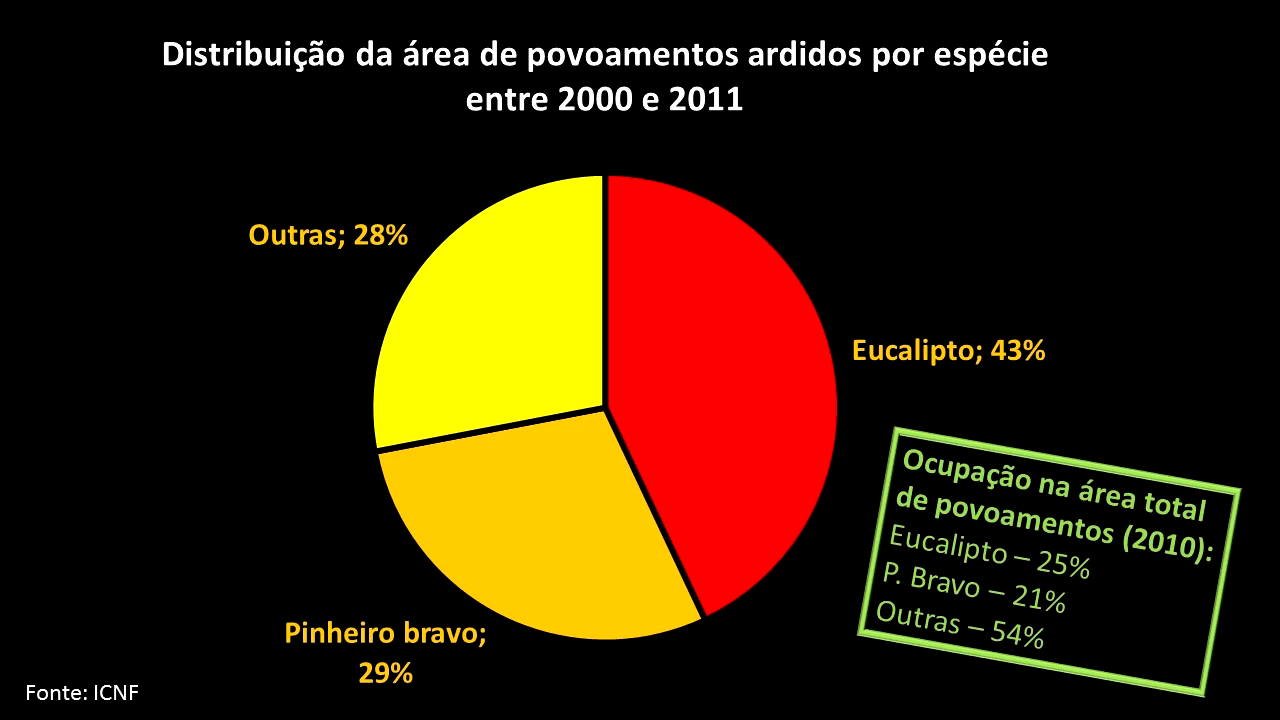 Distribuição da área de povoamentos ardidos por espécie
entre 2000 e 2011
Outras; 28%
Eucalipto; 43%
Ocupação na área total
de povoamentos (2010):
Eucalipto – 25%
P. Bravo – 21%
Outras – 54%
Pinheiro bravo;
29%
Fonte: ICNF